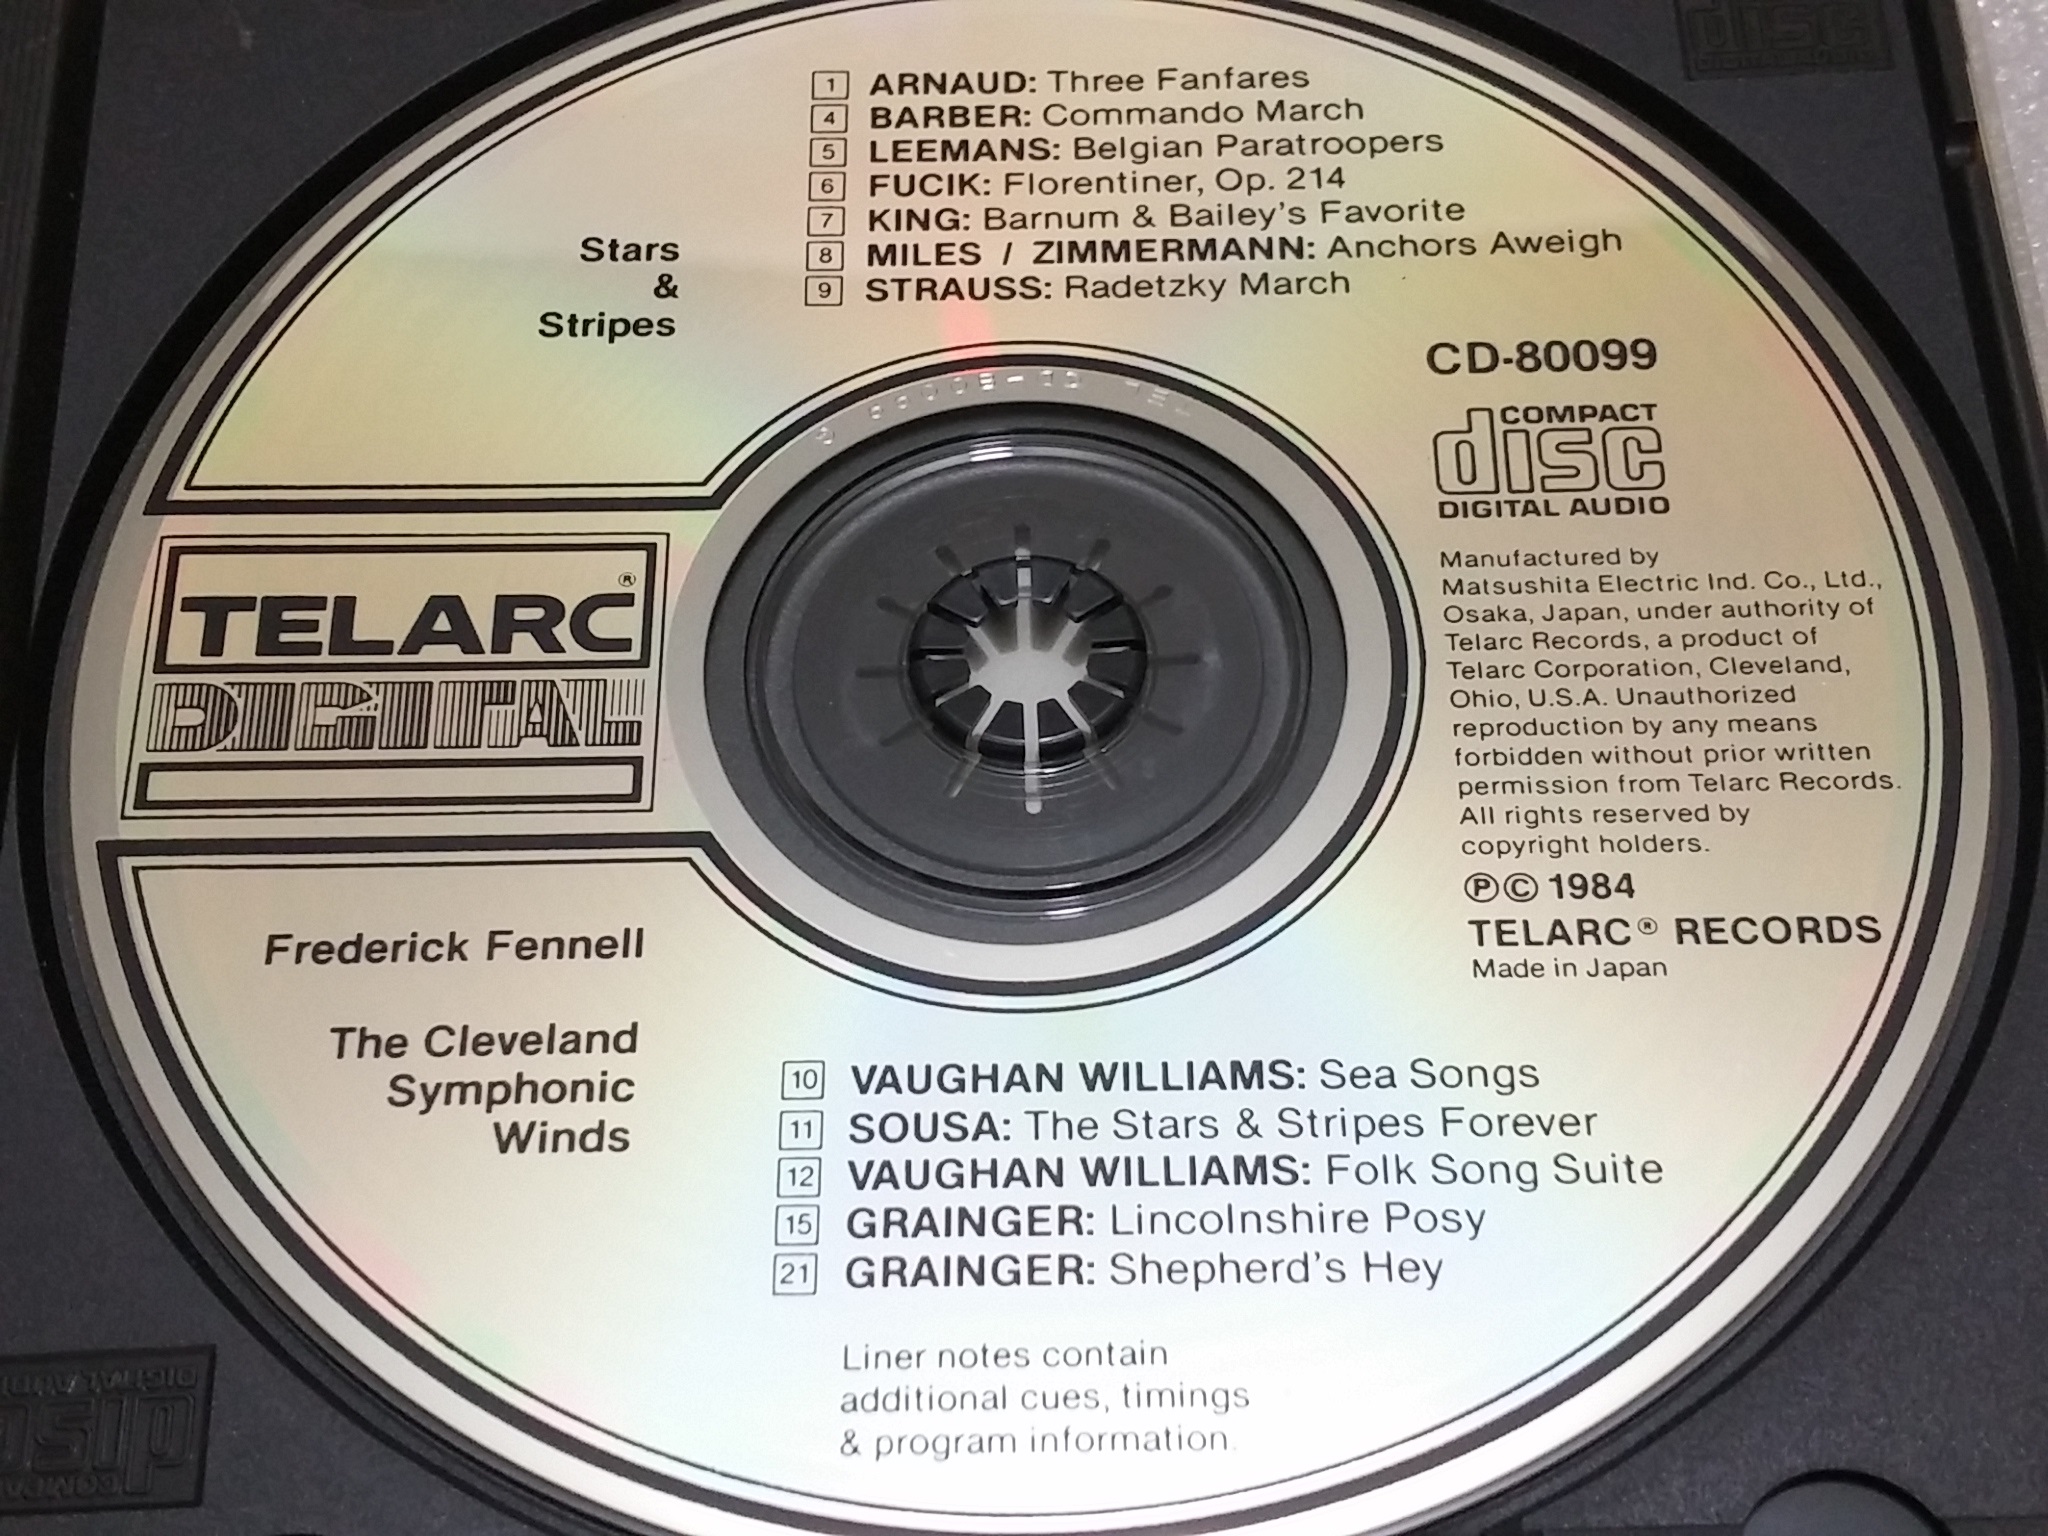 1 ARNAUD: Three Fanfares
4 BARBER: Commando March
5 LEEMANS: Belgian Paratroopers
6 FUCIK: Florentiner, Op. 214
7 KING: Barnum & Bailey's Favorite
8 MILES / ZIMMERMANN: Anchors Aweigh
9 STRAUSS: Radetzky March
Stars
&
Stripes
CD-80099
COMPACT
disc
DIGITAL AUDIO
TELARC®
DIGITAL
Manufactured by
Matsushita Electric Ind. Co., Ltd.,
Osaka, Japan, under authority of
Telarc Records, a product of
Telarc Corporation, Cleveland,
Ohio, U.S.A. Unauthorized
reproduction by any means
forbidden without prior written
permission from Telarc Records.
All rights reserved by
copyright holders.
℗© 1984
TELARC® RECORDS
Made in Japan
Frederick Fennell
The Cleveland
Symphonic
Winds
10 VAUGHAN WILLIAMS: Sea Songs
11 SOUSA: The Stars & Stripes Forever
12 VAUGHAN WILLIAMS: Folk Song Suite
15 GRAINGER: Lincolnshire Posy
21 GRAINGER: Shepherd's Hey
Liner notes contain
additional cues, timings
& program information.
disc
DIGITAL AUDIO
disc